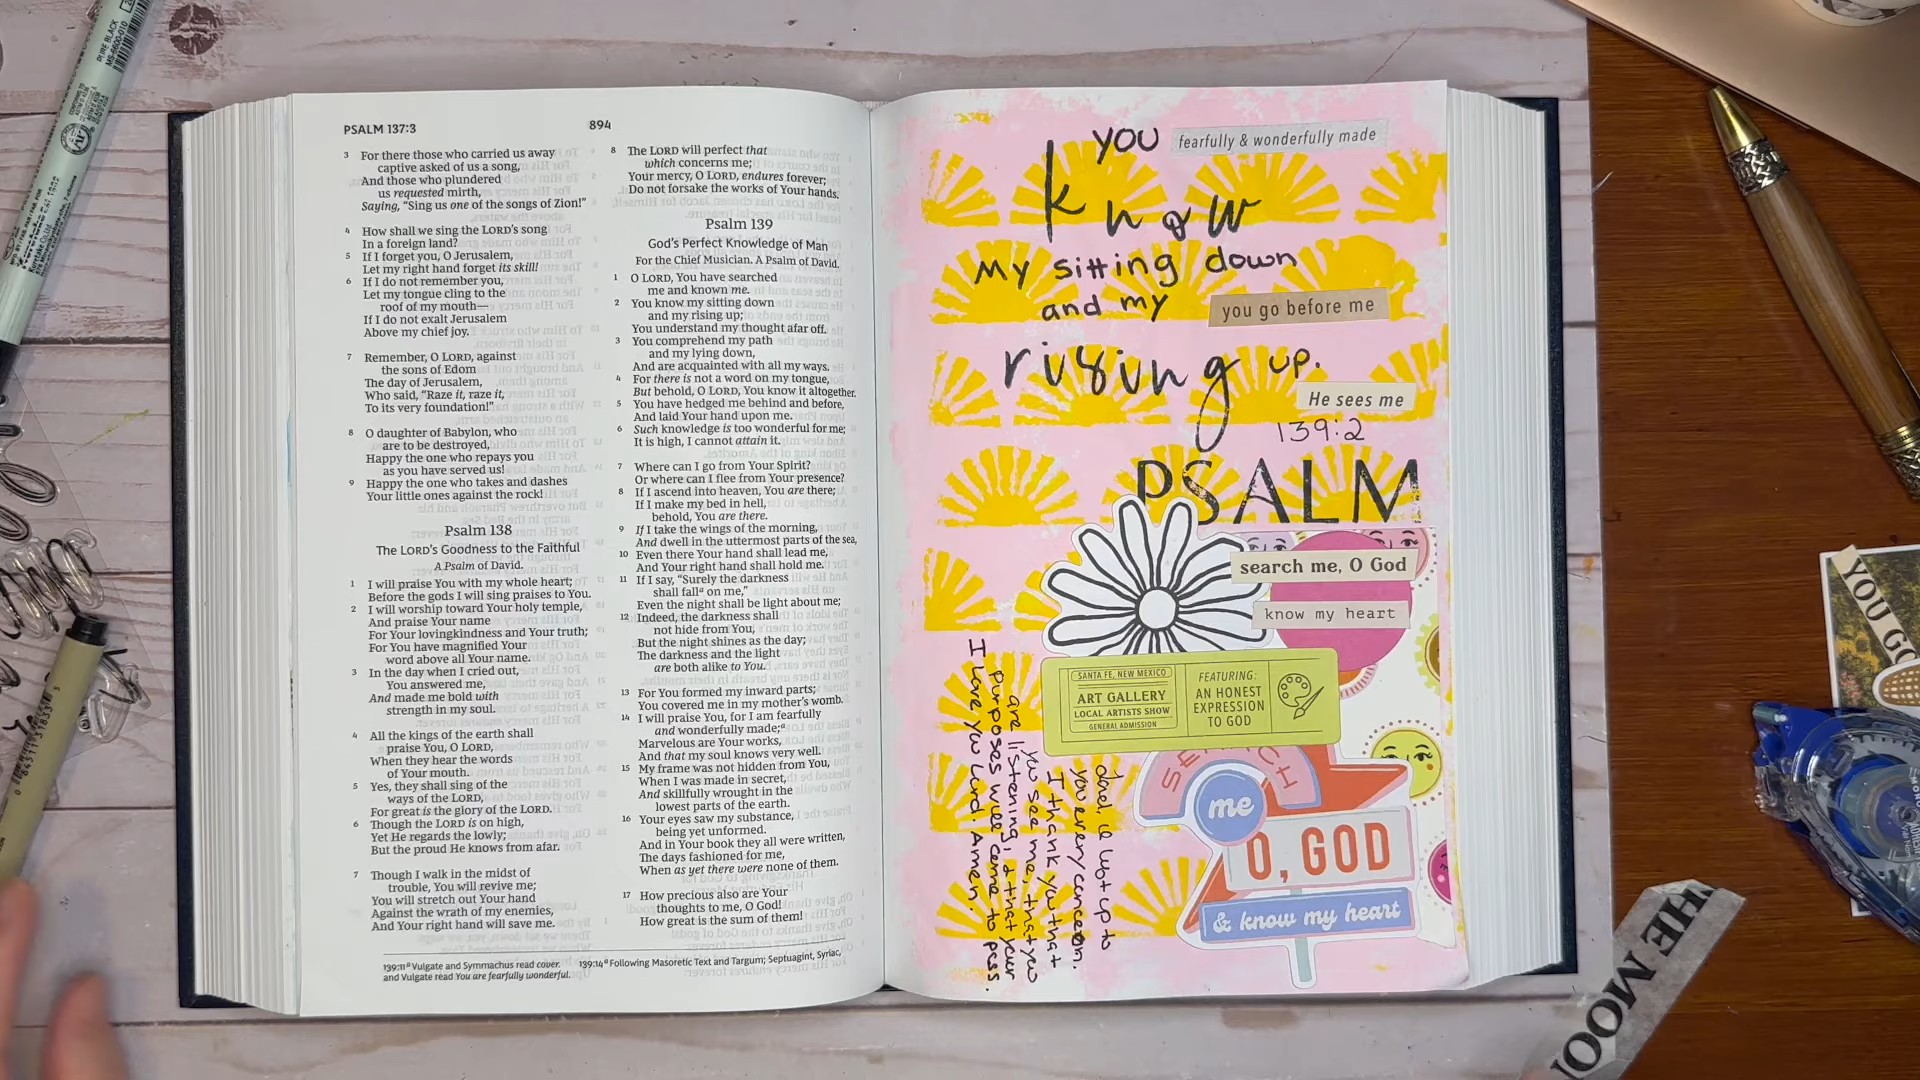 PSALM 137:3
894
3 For there those who carried us away
captive asked of us a song,
And those who plundered
us requested mirth,
Saying, “Sing us one of the songs of Zion!”
4 How shall we sing the LORD’s song
In a foreign land?
5 If I forget you, O Jerusalem,
Let my right hand forget its skill!
6 If I do not remember you,
Let my tongue cling to the
roof of my mouth—
If I do not exalt Jerusalem
Above my chief joy.
7 Remember, O LORD, against
the sons of Edom
The day of Jerusalem,
Who said, “Raze it, raze it,
To its very foundation!”
8 O daughter of Babylon, who
are to be destroyed,
Happy the one who repays you
as you have served us!
9 Happy the one who takes and dashes
Your little ones against the rock!
Psalm 138
The LORD’s Goodness to the Faithful
A Psalm of David.
1 I will praise You with my whole heart;
Before the gods I will sing praises to You.
2 I will worship toward Your holy temple,
And praise Your name
For Your lovingkindness and Your truth;
For You have magnified Your
word above all Your name.
3 In the day when I cried out,
You answered me,
And made me bold with
strength in my soul.
4 All the kings of the earth shall
praise You, O LORD,
When they hear the words
of Your mouth.
5 Yes, they shall sing of the
ways of the LORD,
For great is the glory of the LORD.
6 Though the LORD is on high,
Yet He regards the lowly;
But the proud He knows from afar.
7 Though I walk in the midst of
trouble, You will revive me;
You will stretch out Your hand
Against the wrath of my enemies,
And Your right hand will save me.
8 The LORD will perfect that
which concerns me;
Your mercy, O LORD, endures forever;
Do not forsake the works of Your hands.
Psalm 139
God’s Perfect Knowledge of Man
For the Chief Musician. A Psalm of David.
1 O LORD, You have searched
me and known me.
2 You know my sitting down
and my rising up;
You understand my thought afar off.
3 You comprehend my path
and my lying down,
And are acquainted with all my ways.
4 For there is not a word on my tongue,
But behold, O LORD, You know it altogether.
5 You have hedged me behind and before,
And laid Your hand upon me.
6 Such knowledge is too wonderful for me;
It is high, I cannot attain it.
7 Where can I go from Your Spirit?
Or where can I flee from Your presence?
8 If I ascend into heaven, You are there;
If I make my bed in hell,
behold, You are there.
9 If I take the wings of the morning,
And dwell in the uttermost parts of the sea,
10 Even there Your hand shall lead me,
And Your right hand shall hold me.
11 If I say, “Surely the darkness
shall fallᵃ on me,”
Even the night shall be light about me;
12 Indeed, the darkness shall
not hide from You,
But the night shines as the day;
The darkness and the light
are both alike to You.
13 For You formed my inward parts;
You covered me in my mother’s womb.
14 I will praise You, for I am fearfully
and wonderfully made;ᵃ
Marvelous are Your works,
And that my soul knows very well.
15 My frame was not hidden from You,
When I was made in secret,
And skillfully wrought in the
lowest parts of the earth.
16 Your eyes saw my substance,
being yet unformed.
And in Your book they all were written,
The days fashioned for me,
When as yet there were none of them.
17 How precious also are Your
thoughts to me, O God!
How great is the sum of them!
139:11 ᵃ Vulgate and Symmachus read cover. 139:14 ᵃ Following Masoretic Text and Targum; Septuagint, Syriac,
and Vulgate read You are fearfully wonderful.
YOU
fearfully & wonderfully made
know
My sitting down
and my
you go before me
rising up.
He sees me
139:2
PSALM
search me, O God
know my heart
SANTA FE, NEW MEXICO
ART GALLERY
LOCAL ARTISTS SHOW
GENERAL ADMISSION
FEATURING:
AN HONEST
EXPRESSION
TO GOD
SEARCH
me
O, GOD
& know my heart
I lift up to
you every
I thank you that
you see me, that you
are listening, & that your
purposes will come to pass.
I love you Lord. Amen.
YOU GO
THE MOO
PURE BLACK
MS-6600-010